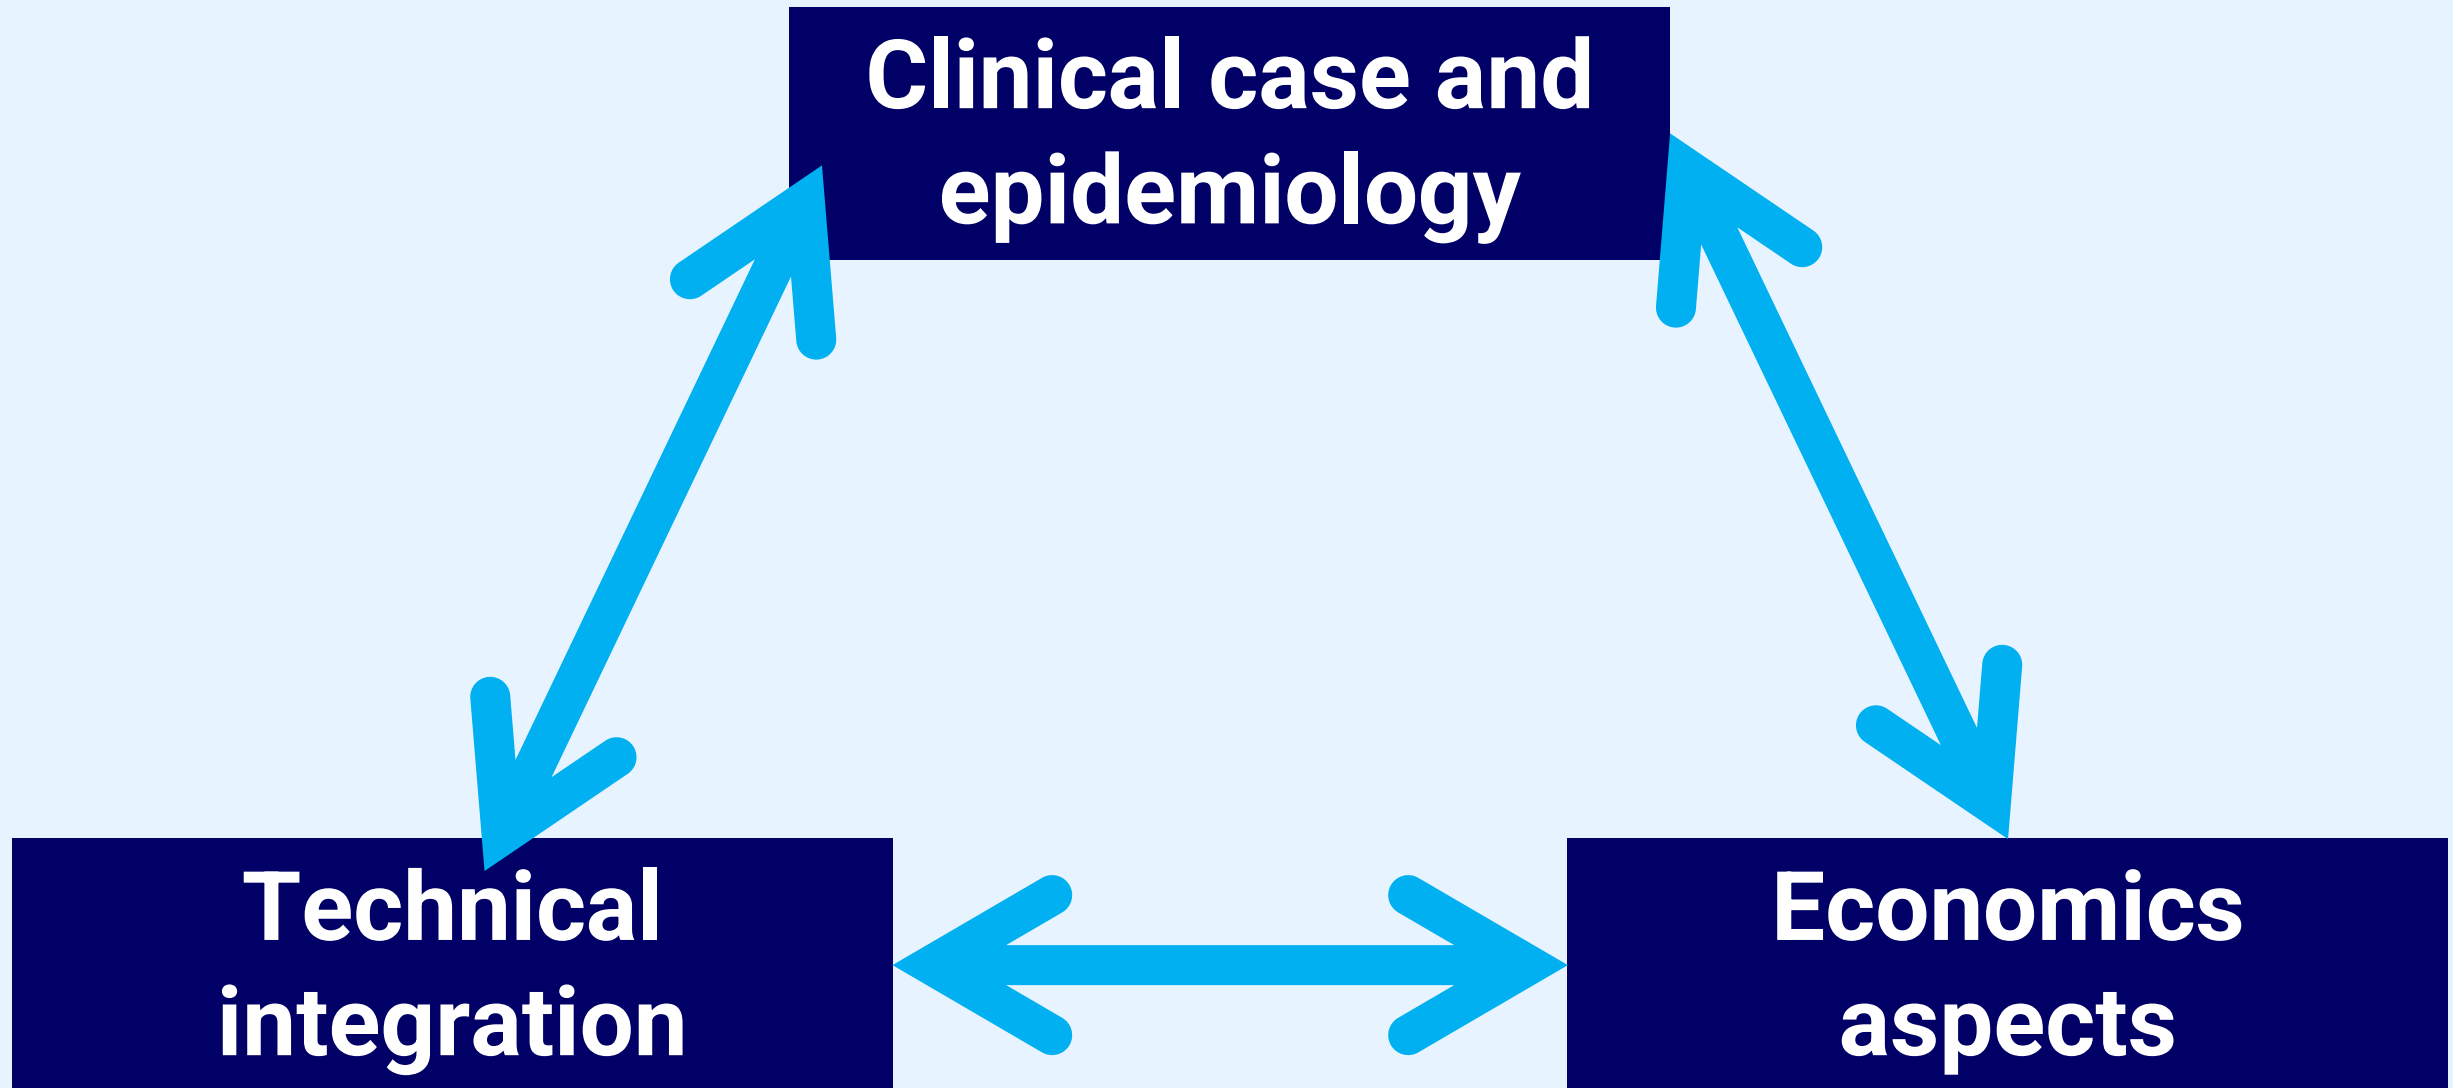 Clinical case and
epidemiology
Technical
integration
Economics
aspects